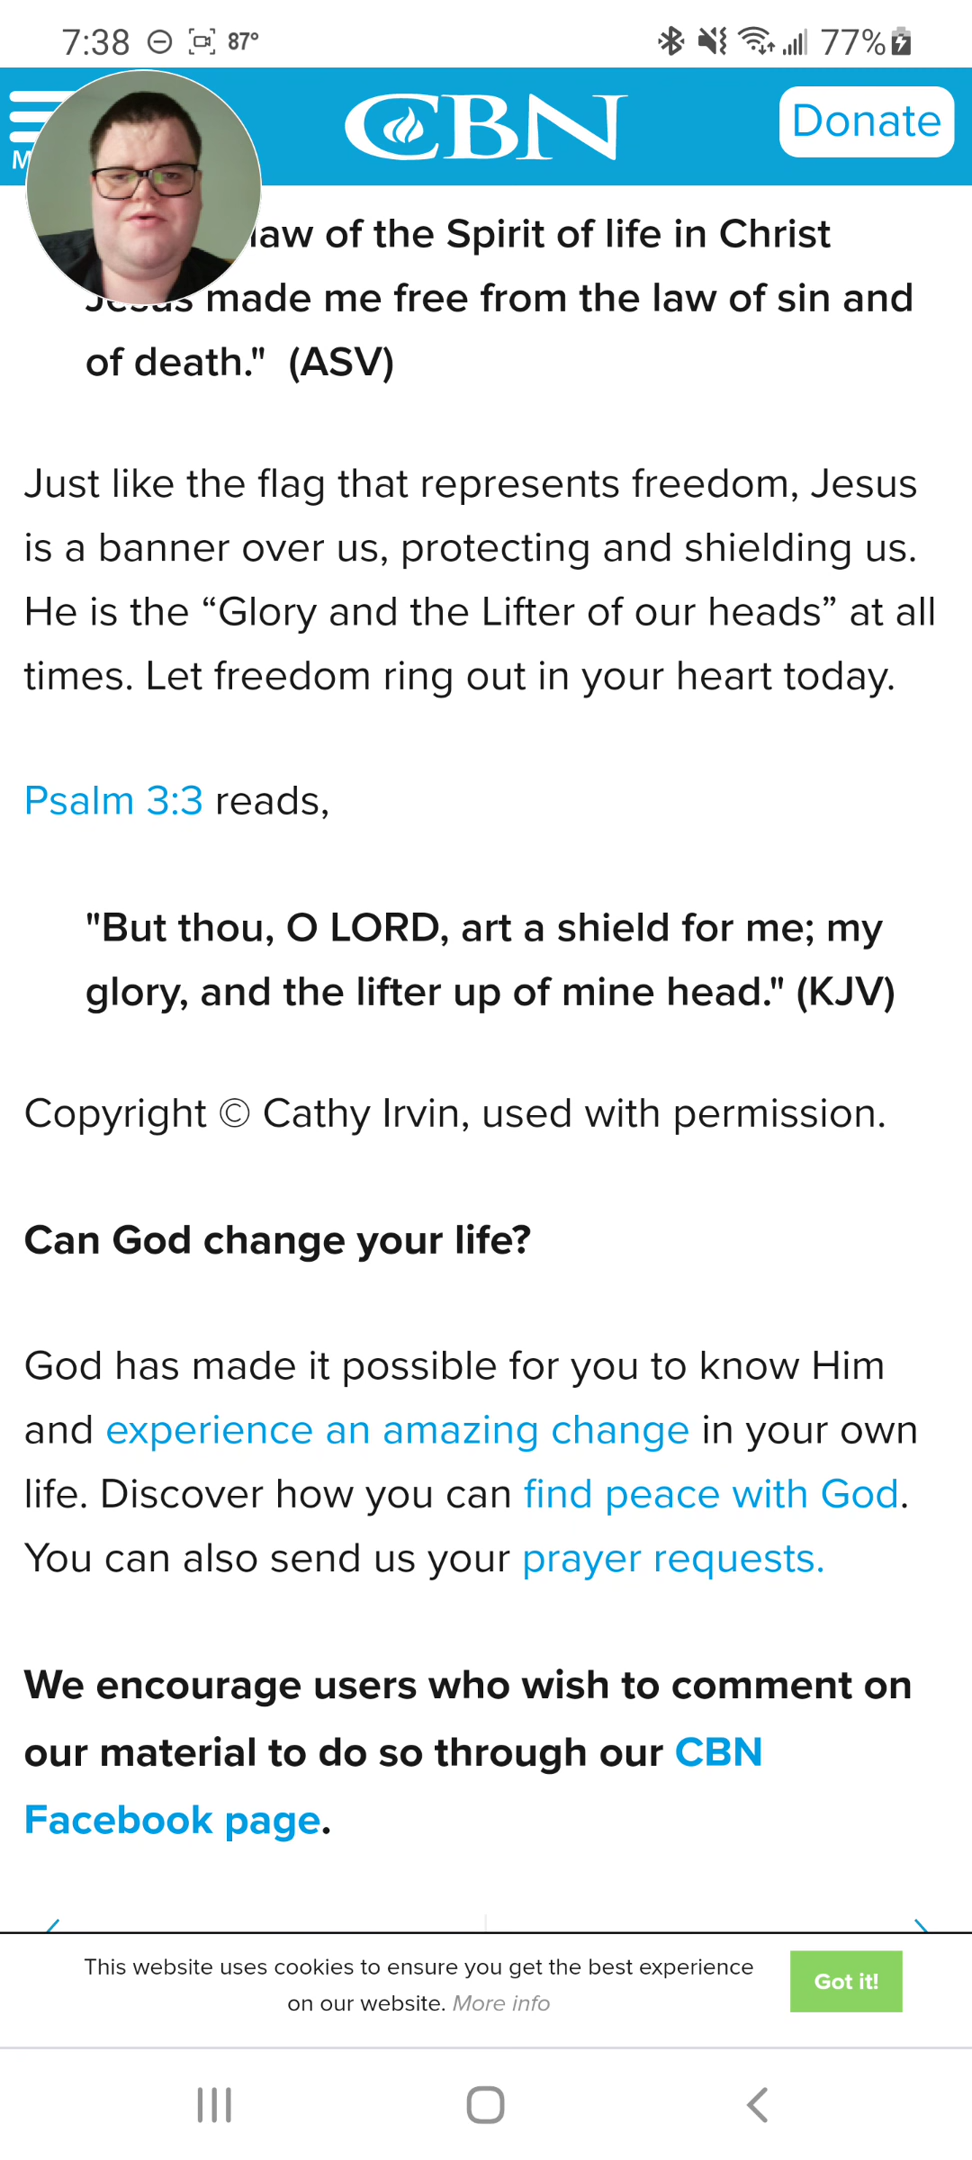 7:38 87° 77%
M
CBN
Donate
law of the Spirit of life in Christ
Jesus made me free from the law of sin and
of death."  (ASV)
Just like the flag that represents freedom, Jesus
is a banner over us, protecting and shielding us.
He is the “Glory and the Lifter of our heads” at all
times. Let freedom ring out in your heart today.
Psalm 3:3 reads,
"But thou, O LORD, art a shield for me; my
glory, and the lifter up of mine head." (KJV)
Copyright © Cathy Irvin, used with permission.
Can God change your life?
God has made it possible for you to know Him
and experience an amazing change in your own
life. Discover how you can find peace with God.
You can also send us your prayer requests.
We encourage users who wish to comment on
our material to do so through our CBN
Facebook page.
This website uses cookies to ensure you get the best experience
on our website. More info
Got it!